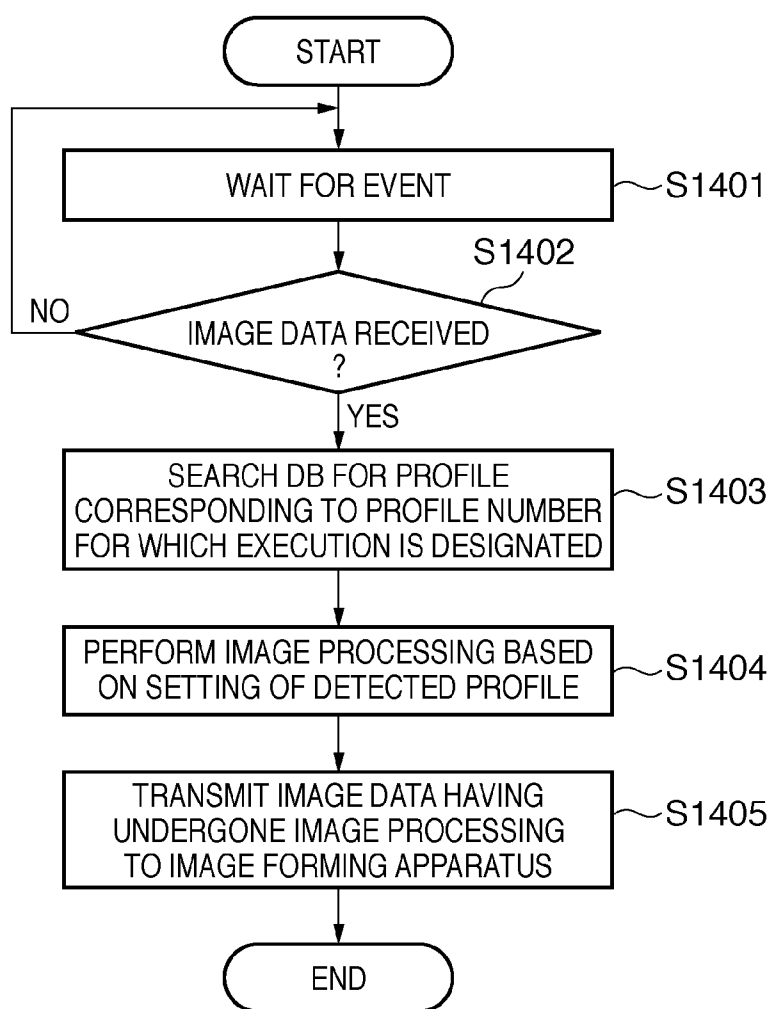 START
WAIT FOR EVENT
S1401
S1402
NO
IMAGE DATA RECEIVED
?
YES
SEARCH DB FOR PROFILE
CORRESPONDING TO PROFILE NUMBER
FOR WHICH EXECUTION IS DESIGNATED
S1403
PERFORM IMAGE PROCESSING BASED
ON SETTING OF DETECTED PROFILE
S1404
TRANSMIT IMAGE DATA HAVING
UNDERGONE IMAGE PROCESSING
TO IMAGE FORMING APPARATUS
S1405
END